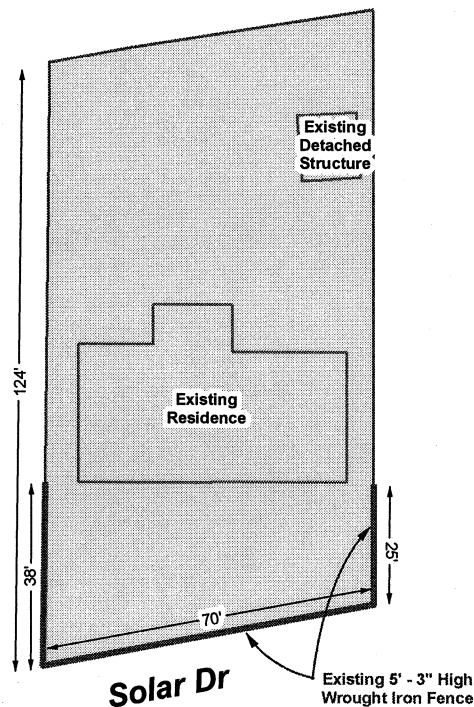 Existing
Detached
Structure
124'
Existing
Residence
38'
25'
70'
Solar Dr
Existing 5' - 3" High
Wrought Iron Fence